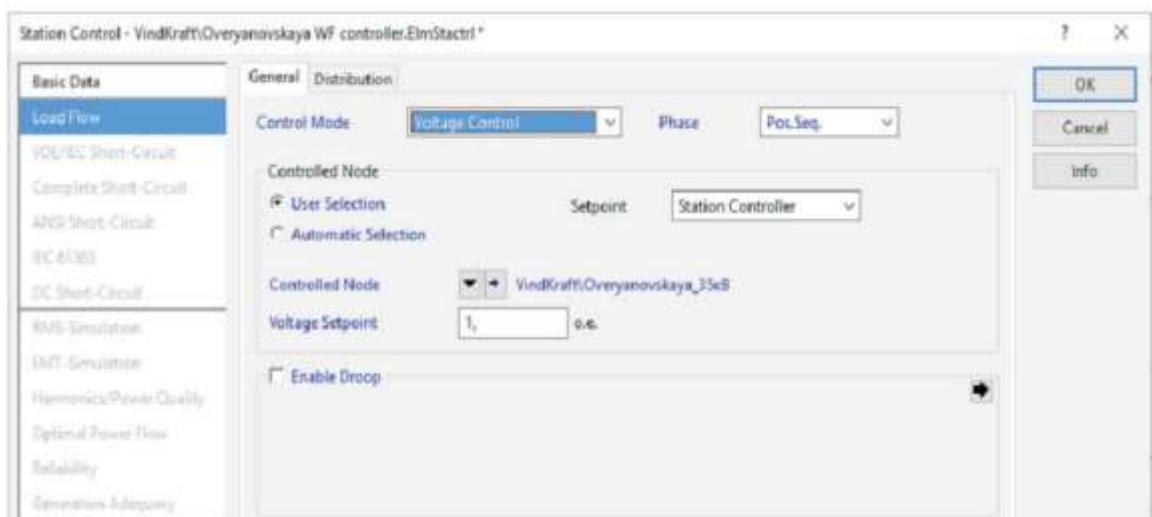 Station Control - VindKraft\Overyanovskaya WF controller.ElmStactrl *
? ×
Basic Data
Load Flow
VDE/IEC Short-Circuit
Complete Short-Circuit
ANSI Short-Circuit
IEC 61363
DC Short-Circuit
RMS-Simulation
EMT-Simulation
Harmonics/Power Quality
Optimal Power Flow
Reliability
Generation Adequacy
General Distribution
Control Mode Voltage Control Phase Pos.Seq.
Controlled Node
User Selection Setpoint Station Controller
Automatic Selection
Controlled Node VindKraft\Overyanovskaya_35кВ
Voltage Setpoint 1, o.e.
Enable Droop
OK
Cancel
Info